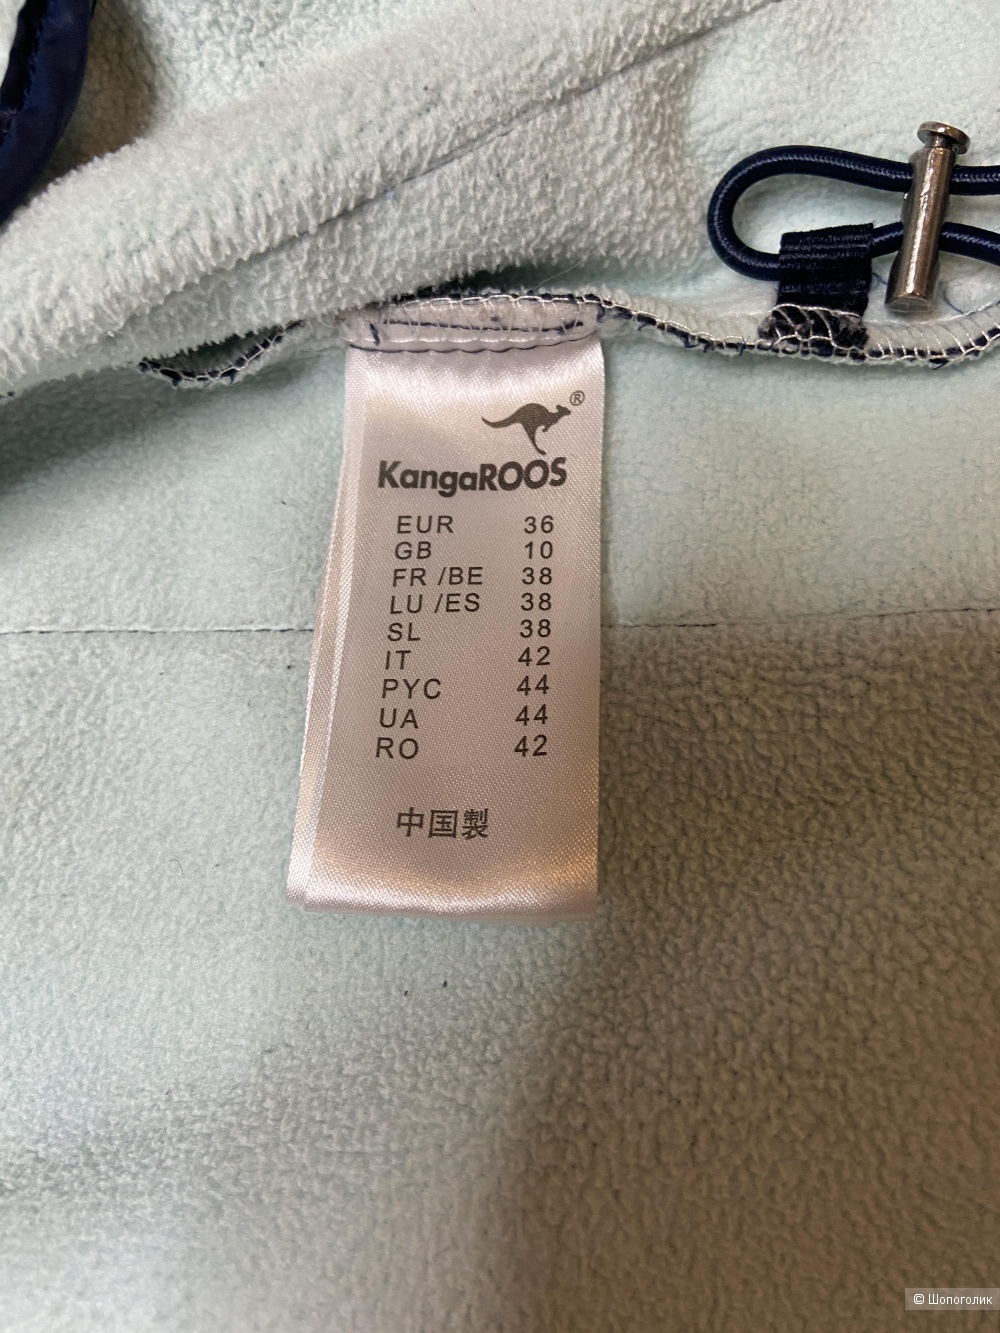 ®
KangaROOS
EUR 36
GB 10
FR /BE 38
LU /ES 38
SL 38
IT 42
РУС 44
UA 44
RO 42
中国製
© Шопоголик